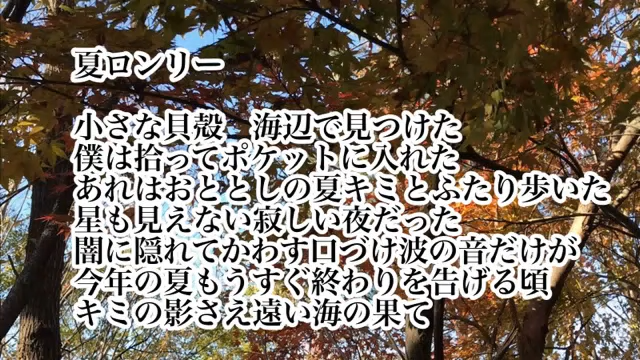 夏ロンリー
小さな貝殻　海辺で見つけた
僕は拾ってポケットに入れた
あれはおととしの夏キミとふたり歩いた
星も見えない寂しい夜だった
闇に隠れてかわす口づけ波の音だけが
今年の夏もうすぐ終わりを告げる頃
キミの影さえ遠い海の果て